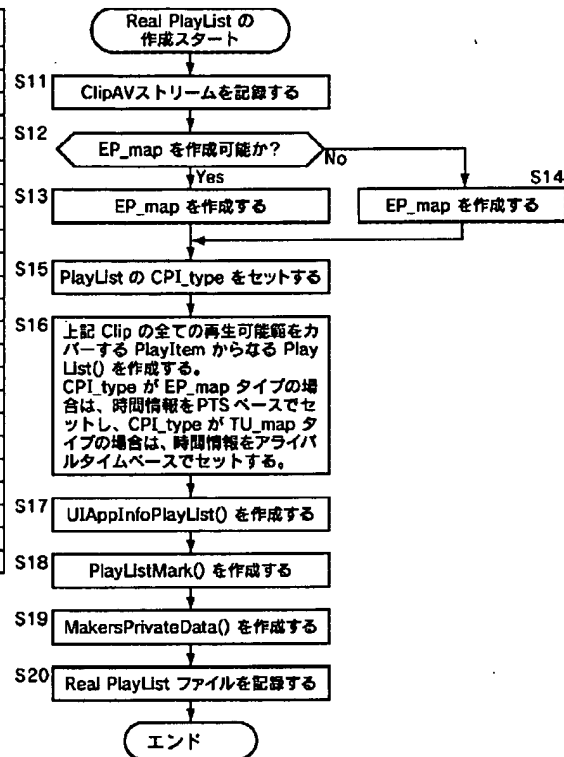 Real PlayList の
作成スタート
S11
ClipAVストリームを記録する
S12
EP_map を作成可能か？
No
Yes
S13
EP_map を作成する
S14
EP_map を作成する
S15
PlayList の CPI_type をセットする
S16
上記 Clip の全ての再生可能範をカ
バーする PlayItem からなる Play
List() を作成する。
CPI_type が EP_map タイプの場
合は、時間情報をPTS ベースでセ
ットし、CPI_type が TU_map タ
イプの場合は、時間情報をアライバ
ルタイムベースでセットする。
S17
UIAppInfoPlayList() を作成する
S18
PlayListMark() を作成する
S19
MakersPrivateData() を作成する
S20
Real PlayList ファイルを記録する
エンド